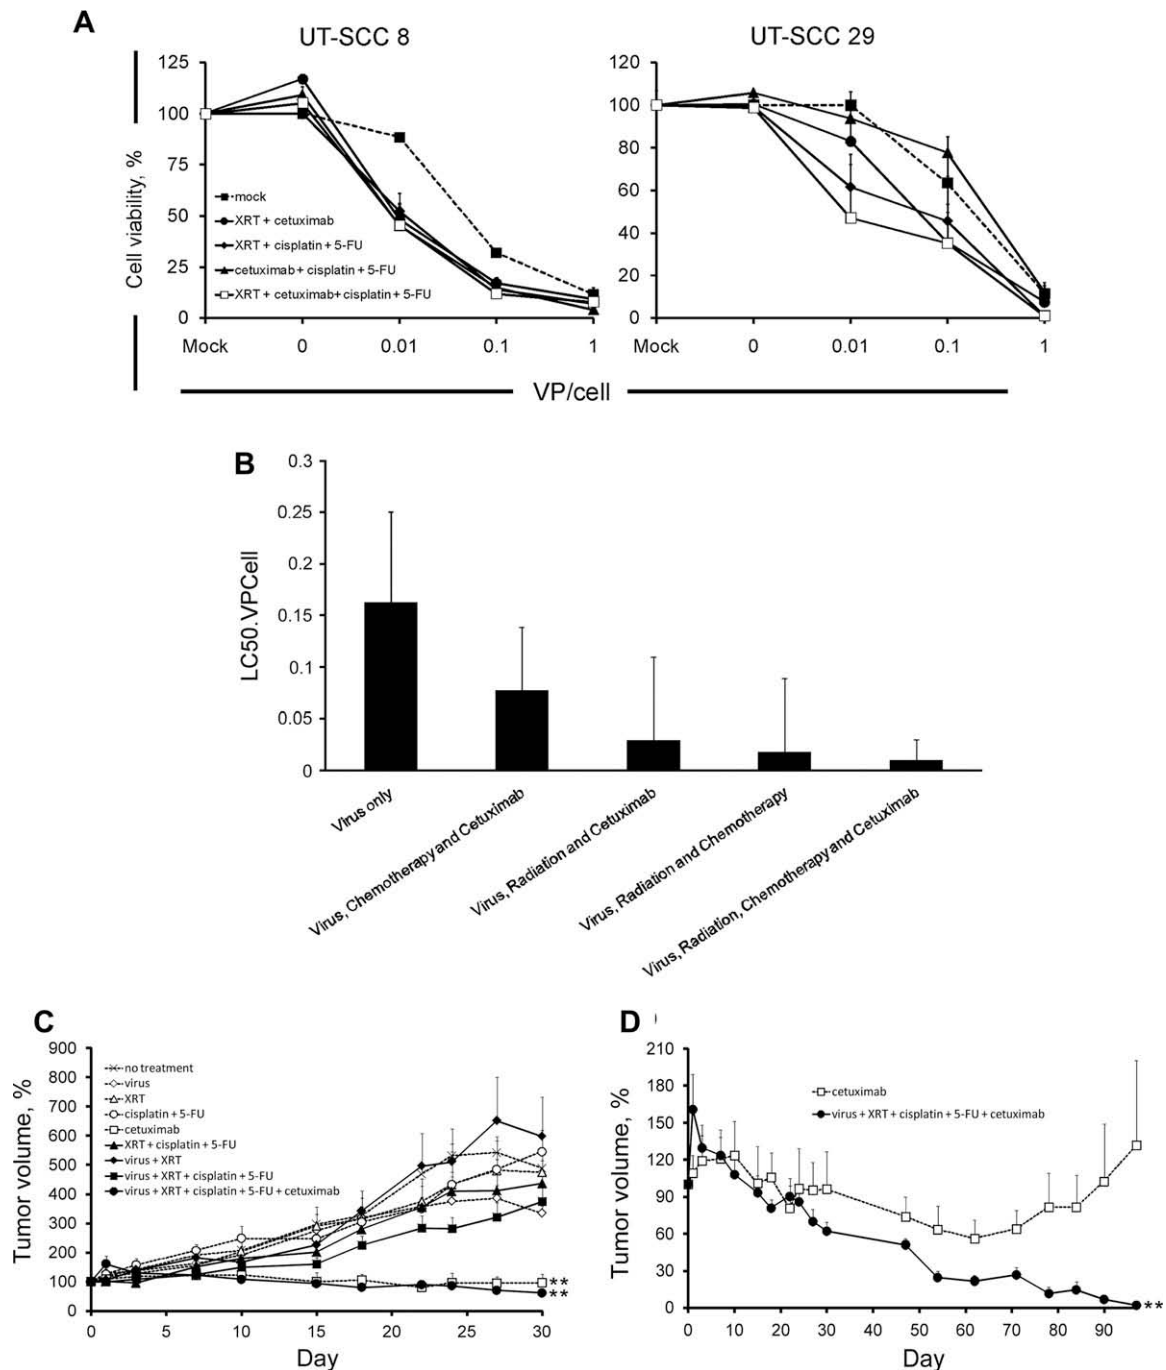 A
UT-SCC 8
UT-SCC 29
Cell viability, %
125
100
75
50
25
0
mock
XRT + cetuximab
XRT + cisplatin + 5-FU
cetuximab+ cisplatin + 5-FU
XRT + cetuximab+ cisplatin + 5-FU
Mock 0 0.01 0.1 1
120
100
80
60
40
20
0
Mock 0 0.01 0.1 1
VP/cell
B
LC50.VPCell
0.3
0.25
0.2
0.15
0.1
0.05
0
Virus only
Virus, Chemotherapy and Cetuximab
Virus, Radiation and Cetuximab
Virus, Radiation and Chemotherapy
Virus, Radiation, Chemotherapy and Cetuximab
C
Tumor volume, %
900
800
700
600
500
400
300
200
100
0
no treatment
virus
XRT
cisplatin + 5-FU
cetuximab
XRT + cisplatin + 5-FU
virus + XRT
virus + XRT + cisplatin + 5-FU
virus + XRT + cisplatin + 5-FU + cetuximab
**
**
0 5 10 15 20 25 30
Day
D
Tumor volume, %
210
180
150
120
90
60
30
0
cetuximab
virus + XRT + cisplatin + 5-FU + cetuximab
**
0 10 20 30 40 50 60 70 80 90
Day